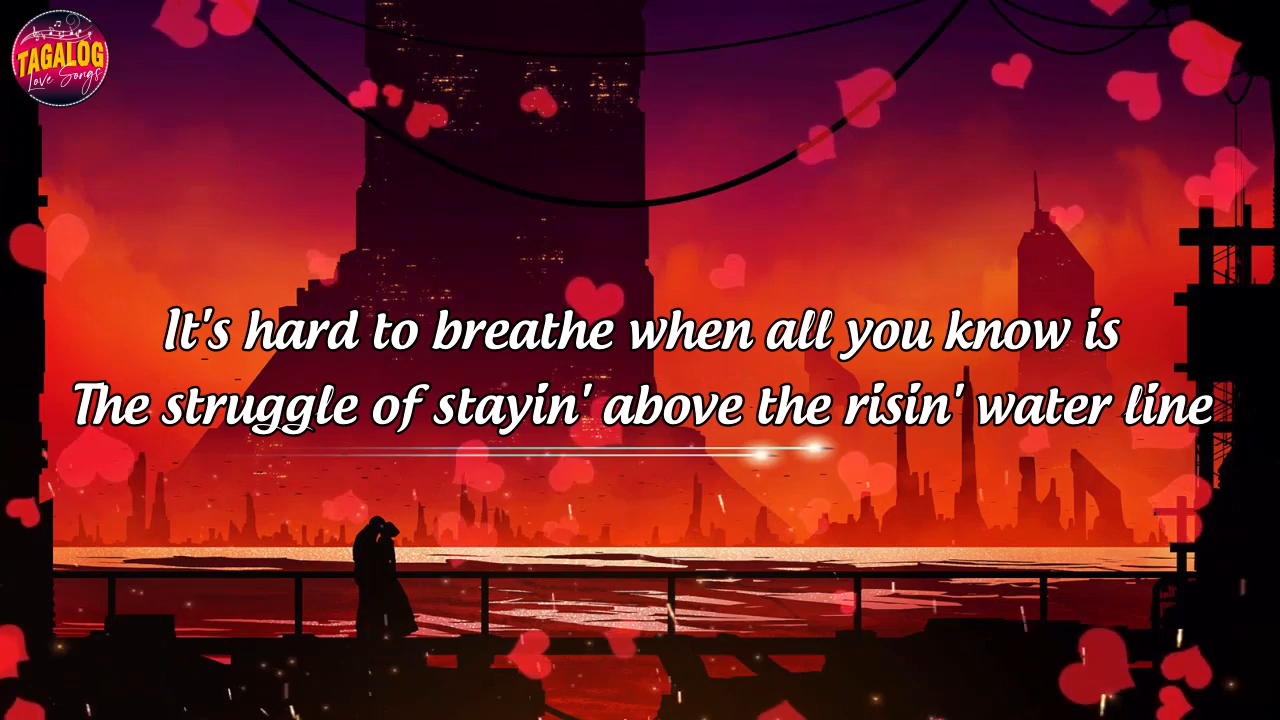 TAGALOG
Love Songs
It's hard to breathe when all you know is
The struggle of stayin' above the risin' water line